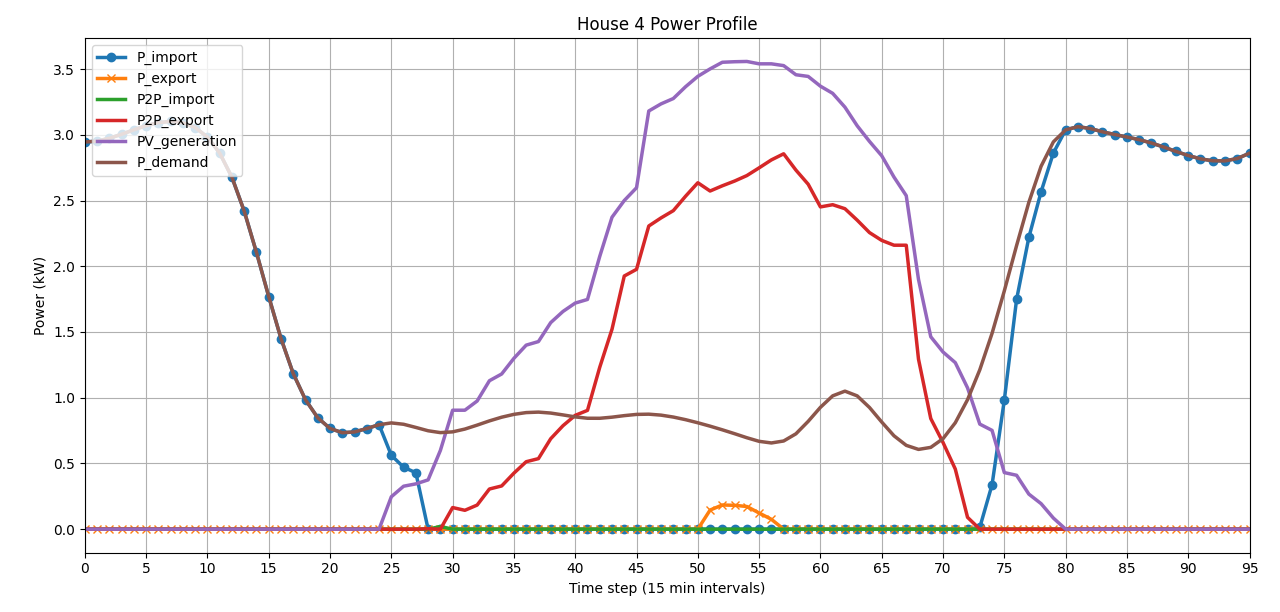 House 4 Power Profile
P_import
P_export
P2P_import
P2P_export
PV_generation
P_demand
Power (kW)
3.5
3.0
2.5
2.0
1.5
1.0
0.5
0.0
0 5 10 15 20 25 30 35 40 45 50 55 60 65 70 75 80 85 90 95
Time step (15 min intervals)